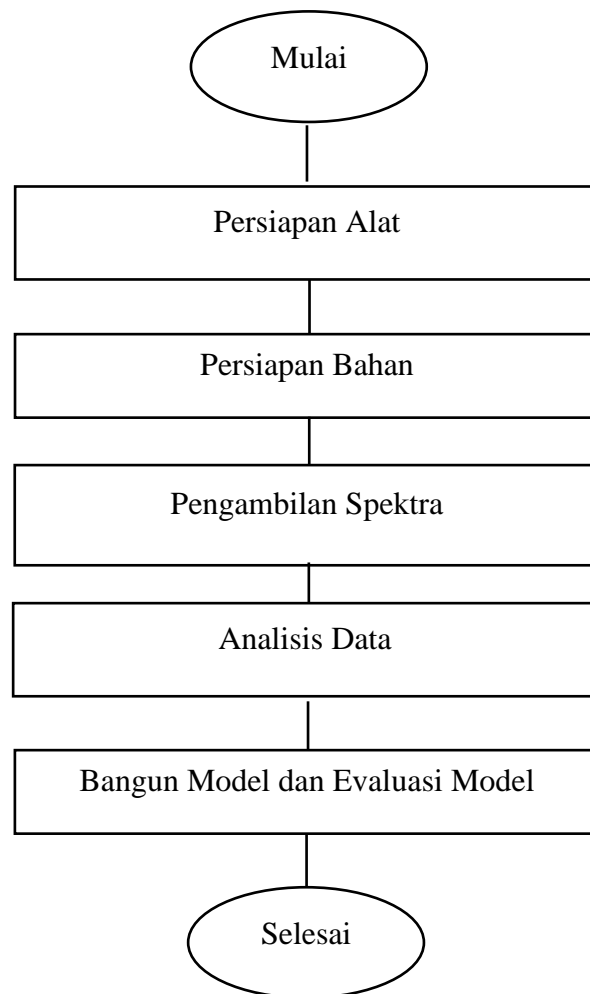 Mulai
Persiapan Alat
Persiapan Bahan
Pengambilan Spektra
Analisis Data
Bangun Model dan Evaluasi Model
Selesai